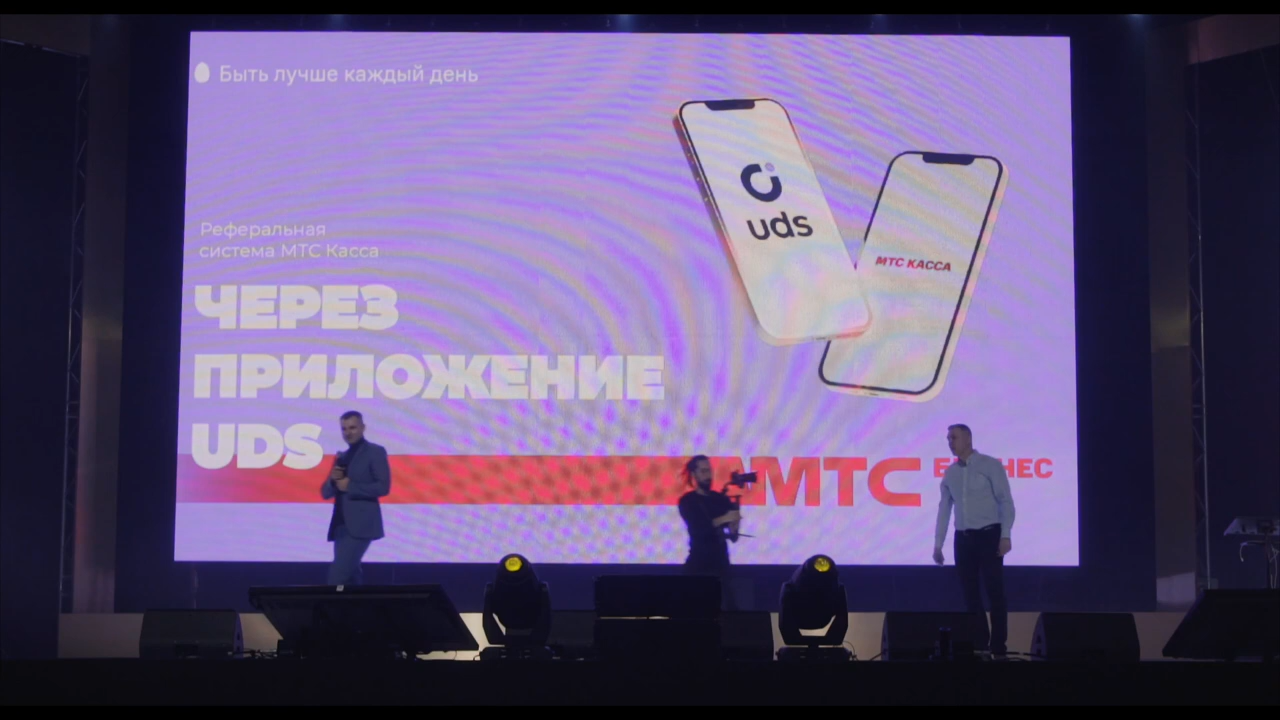 Быть лучше каждый день
Реферальная
система МТС Касса
ЧЕРЕЗ
ПРИЛОЖЕНИЕ
UDS
uds
МТС КАССА
МТС